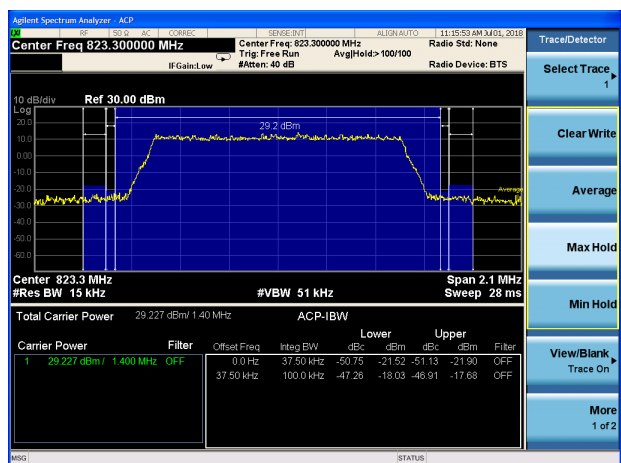 Agilent Spectrum Analyzer - ACP
LXI RF 50 Ω AC CORREC SENSE:INT ALIGN AUTO 11:15:53 AM Jul 01, 2018
Center Freq 823.300000 MHz Center Freq: 823.300000 MHz Radio Std: None Trace/Detector
Trig: Free Run Avg|Hold:>100/100
IFGain:Low #Atten: 40 dB Radio Device: BTS
Select Trace
1
10 dB/div Ref 30.00 dBm
Log
29.2 dBm
20.0
10.0
0.00
-10.0
-20.0
-30.0
-40.0
-50.0
-60.0
Average
Clear Write
Average
Max Hold
Min Hold
Center 823.3 MHz Span 2.1 MHz
#Res BW 15 kHz #VBW 51 kHz Sweep 28 ms
Total Carrier Power 29.227 dBm/ 1.40 MHz ACP-IBW
Lower Upper
Carrier Power Filter Offset Freq Integ BW dBc dBm dBc dBm Filter
1 29.227 dBm / 1.400 MHz OFF 0.0 Hz 37.50 kHz -50.75 -21.52 -51.13 -21.90 OFF
37.50 kHz 100.0 kHz -47.26 -18.03 -46.91 -17.68 OFF
View/Blank
Trace On
More
1 of 2
MSG STATUS